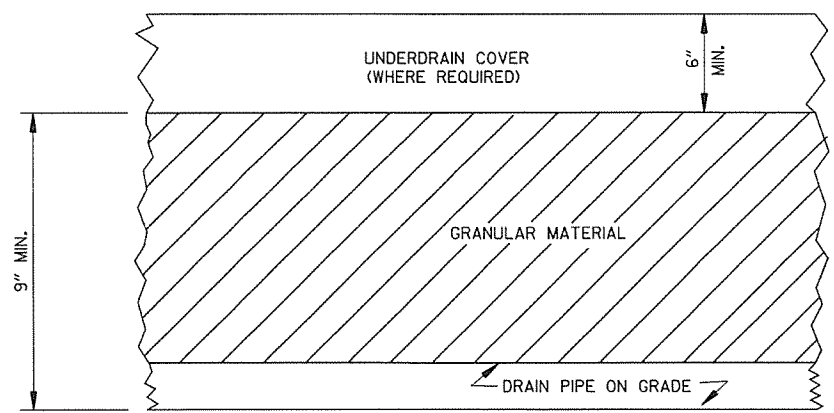 UNDERDRAIN COVER
(WHERE REQUIRED)
6" MIN.
GRANULAR MATERIAL
9" MIN.
DRAIN PIPE ON GRADE